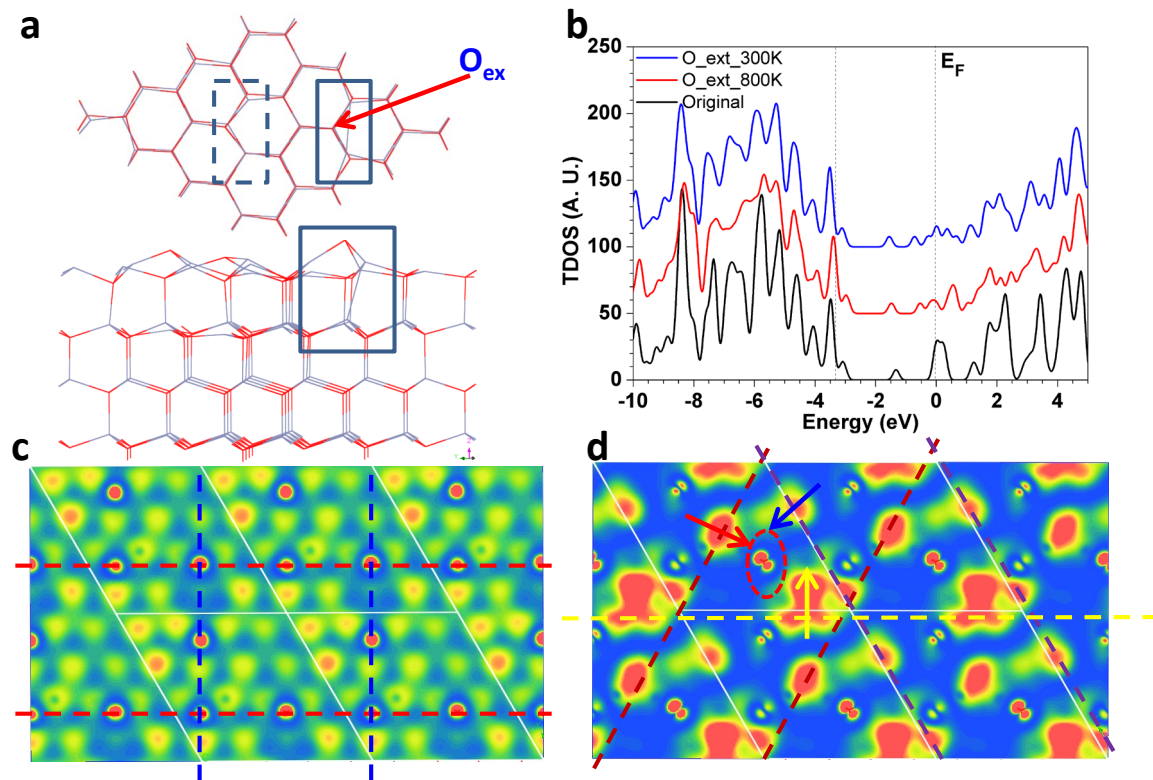 a
O_ex
b
TDOS (A. U.)
250
200
150
100
50
0
O_ext_300K
O_ext_800K
Original
E_F
-10 -8 -6 -4 -2 0 2 4
Energy (eV)
c
d